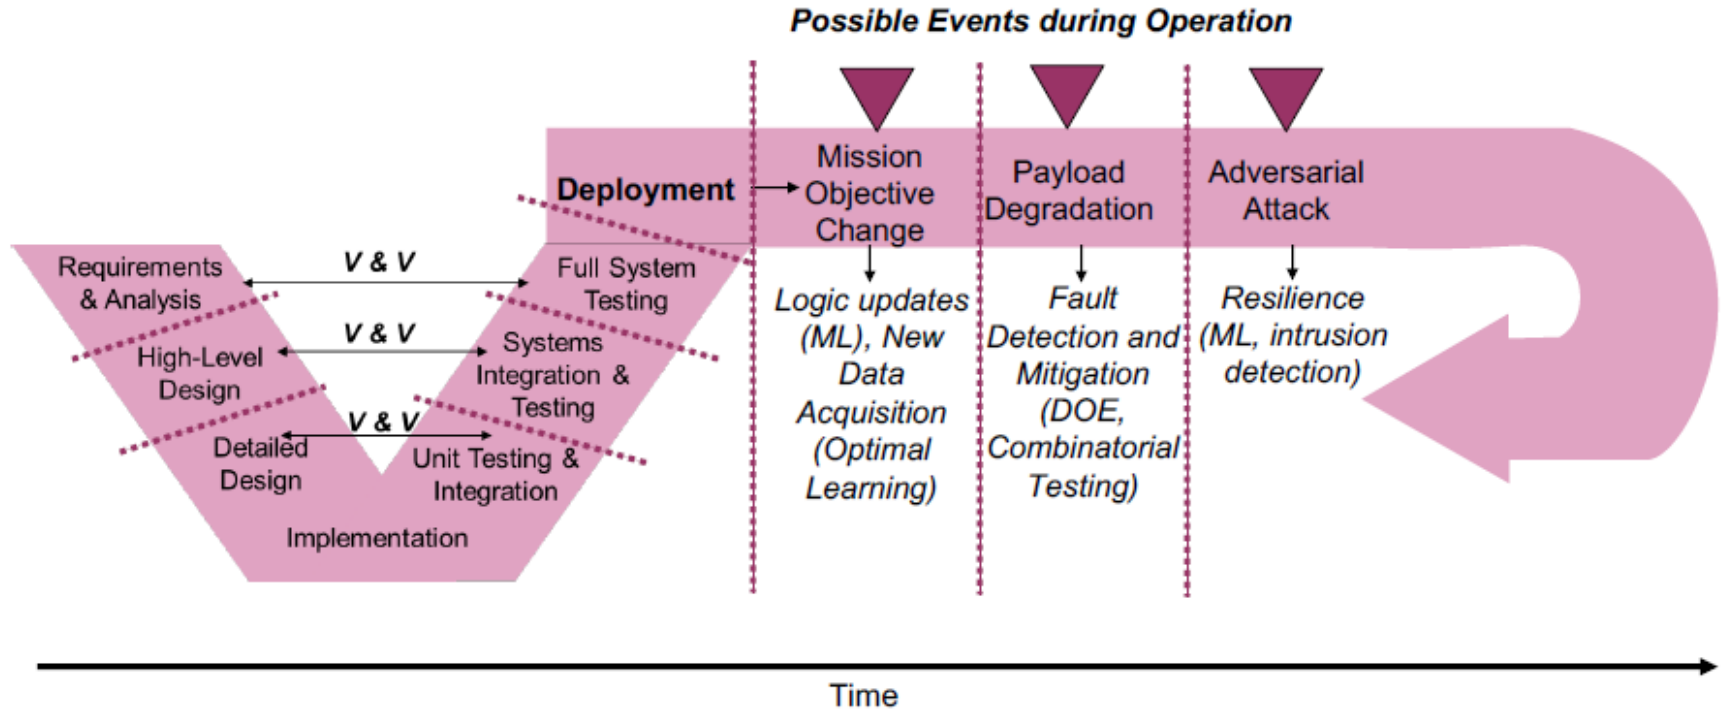 Possible Events during Operation
Mission
Objective
Change
Payload
Degradation
Adversarial
Attack
Deployment
Requirements
& Analysis
V & V
Full System
Testing
High-Level
Design
V & V
Systems
Integration &
Testing
Detailed
Design
V & V
Unit Testing &
Integration
Implementation
Logic updates
(ML), New
Data
Acquisition
(Optimal
Learning)
Fault
Detection and
Mitigation
(DOE,
Combinatorial
Testing)
Resilience
(ML, intrusion
detection)
Time